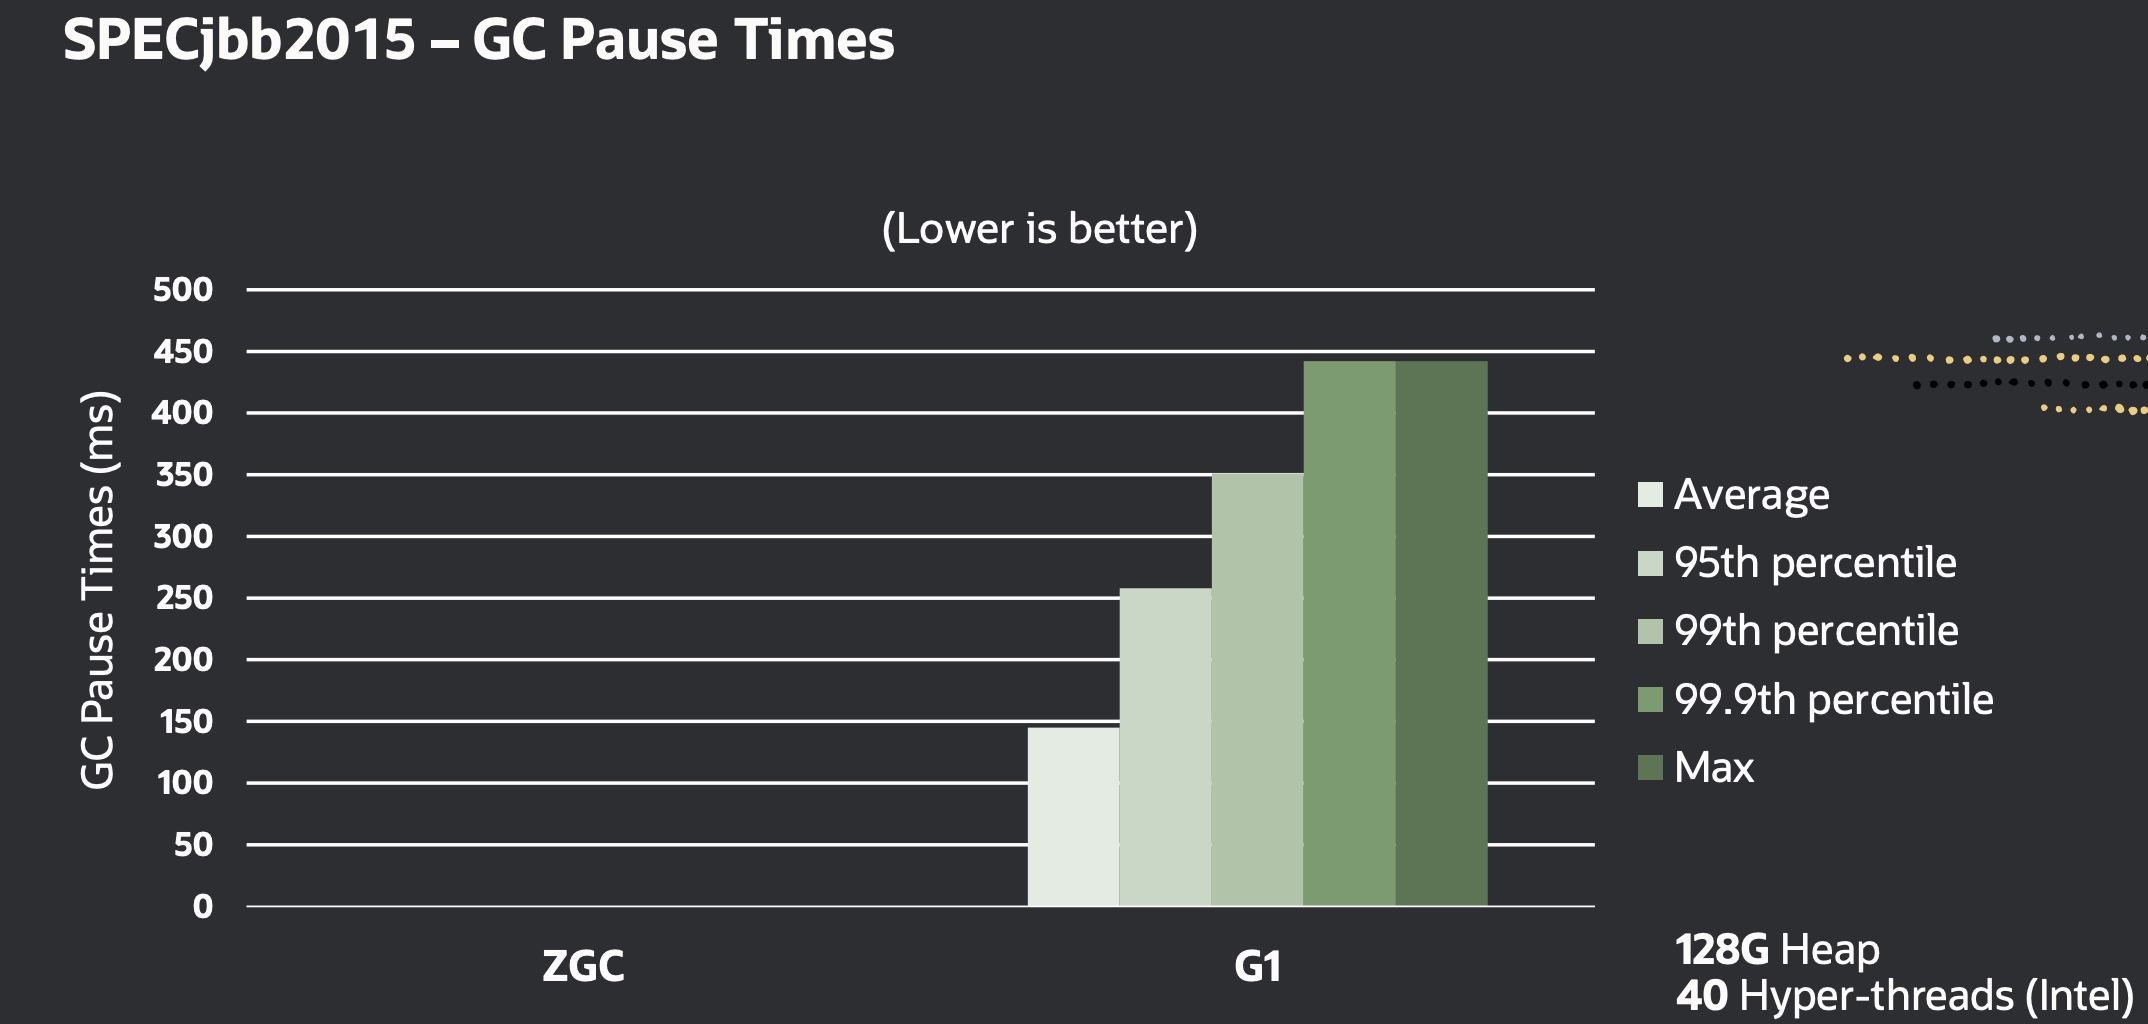 SPECjbb2015 – GC Pause Times
(Lower is better)
GC Pause Times (ms)
500
450
400
350
300
250
200
150
100
50
0
ZGC
G1
Average
95th percentile
99th percentile
99.9th percentile
Max
128G Heap
40 Hyper-threads (Intel)